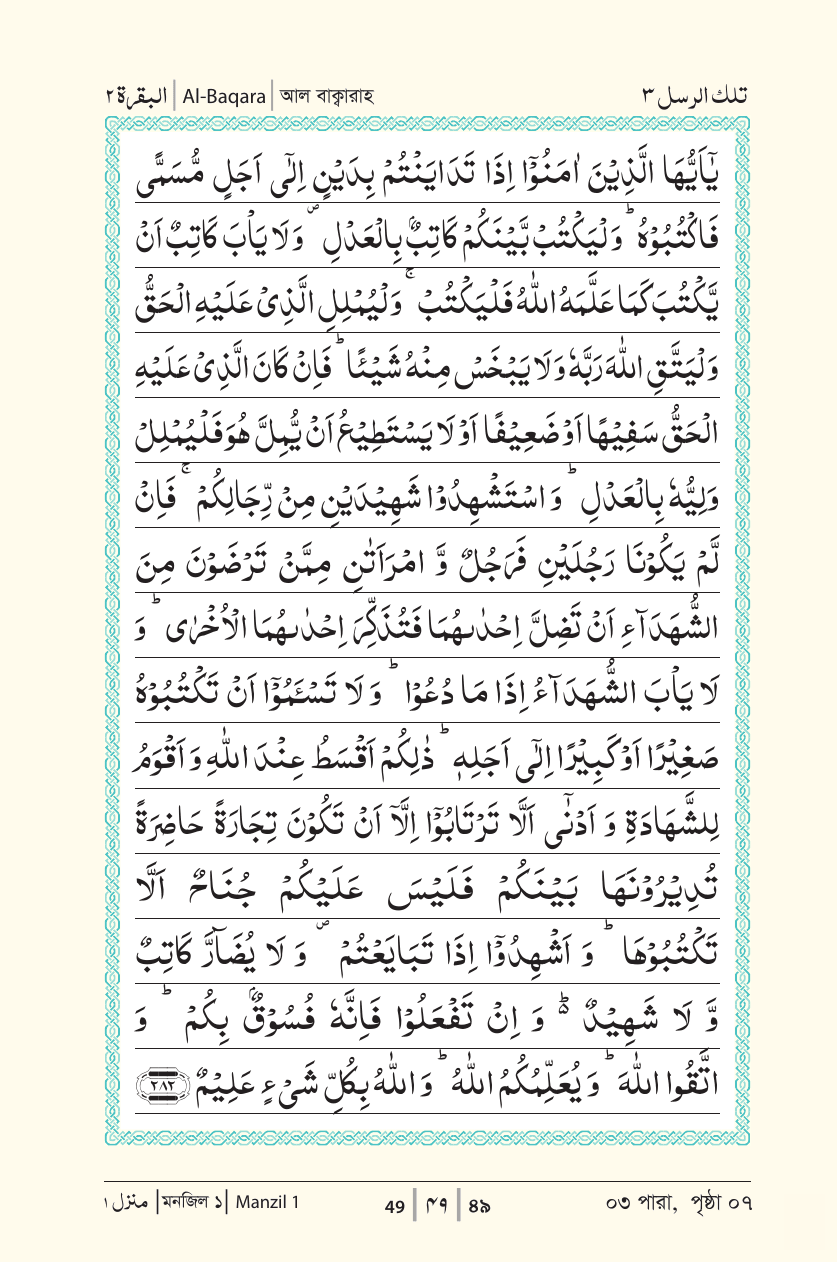 البقرة ٢ | Al-Baqara | আল বাক্বারাহ تلك الرسل ٣
يٰۤاَيُّهَا الَّذِيْنَ اٰمَنُوْۤا اِذَا تَدَايَنْتُمْ بِدَيْنٍ اِلٰۤى اَجَلٍ مُّسَمًّى
فَاكْتُبُوْهُ ؕ وَلْيَكْتُبْ بَّيْنَكُمْ كَاتِبٌۢ بِالْعَدْلِ ۪ وَلَا يَاْبَ كَاتِبٌ اَنْ
يَّكْتُبَ كَمَا عَلَّمَهُ اللّٰهُ فَلْيَكْتُبْ ۚ وَلْيُمْلِلِ الَّذِىْ عَلَيْهِ الْحَقُّ
وَلْيَتَّقِ اللّٰهَ رَبَّهٗ وَلَا يَبْخَسْ مِنْهُ شَيْـًٔا ؕ فَاِنْ كَانَ الَّذِىْ عَلَيْهِ
الْحَقُّ سَفِيْهًا اَوْ ضَعِيْفًا اَوْ لَا يَسْتَطِيْعُ اَنْ يُّمِلَّ هُوَ فَلْيُمْلِلْ
وَلِيُّهٗ بِالْعَدْلِ ؕ وَ اسْتَشْهِدُوْا شَهِيْدَيْنِ مِنْ رِّجَالِكُمْ ۚ فَاِنْ
لَّمْ يَكُوْنَا رَجُلَيْنِ فَرَجُلٌ وَّ امْرَاَتٰنِ مِمَّنْ تَرْضَوْنَ مِنَ
الشُّهَدَآءِ اَنْ تَضِلَّ اِحْدٰىهُمَا فَتُذَكِّرَ اِحْدٰىهُمَا الْاُخْرٰى ؕ وَ
لَا يَاْبَ الشُّهَدَآءُ اِذَا مَا دُعُوْا ؕ وَ لَا تَسْـَٔمُوْۤا اَنْ تَكْتُبُوْهُ
صَغِيْرًا اَوْ كَبِيْرًا اِلٰۤى اَجَلِهٖ ؕ ذٰلِكُمْ اَقْسَطُ عِنْدَ اللّٰهِ وَ اَقْوَمُ
لِلشَّهَادَةِ وَ اَدْنٰۤى اَلَّا تَرْتَابُوْۤا اِلَّاۤ اَنْ تَكُوْنَ تِجَارَةً حَاضِرَةً
تُدِيْرُوْنَهَا بَيْنَكُمْ فَلَيْسَ عَلَيْكُمْ جُنَاحٌ اَلَّا
تَكْتُبُوْهَا ؕ وَ اَشْهِدُوْۤا اِذَا تَبَايَعْتُمْ ۪ وَ لَا يُضَآرَّ كَاتِبٌ
وَّ لَا شَهِيْدٌ ؕ۬ وَ اِنْ تَفْعَلُوْا فَاِنَّهٗ فُسُوْقٌۢ بِكُمْ ؕ وَ
اتَّقُوا اللّٰهَ ؕ وَ يُعَلِّمُكُمُ اللّٰهُ ؕ وَ اللّٰهُ بِكُلِّ شَىْءٍ عَلِيْمٌ ٢٨٢
منزل ١ | মনজিল ১ | Manzil 1 49 | ۴۹ | ৪৯ ০৩ পারা, পৃষ্ঠা ০৭